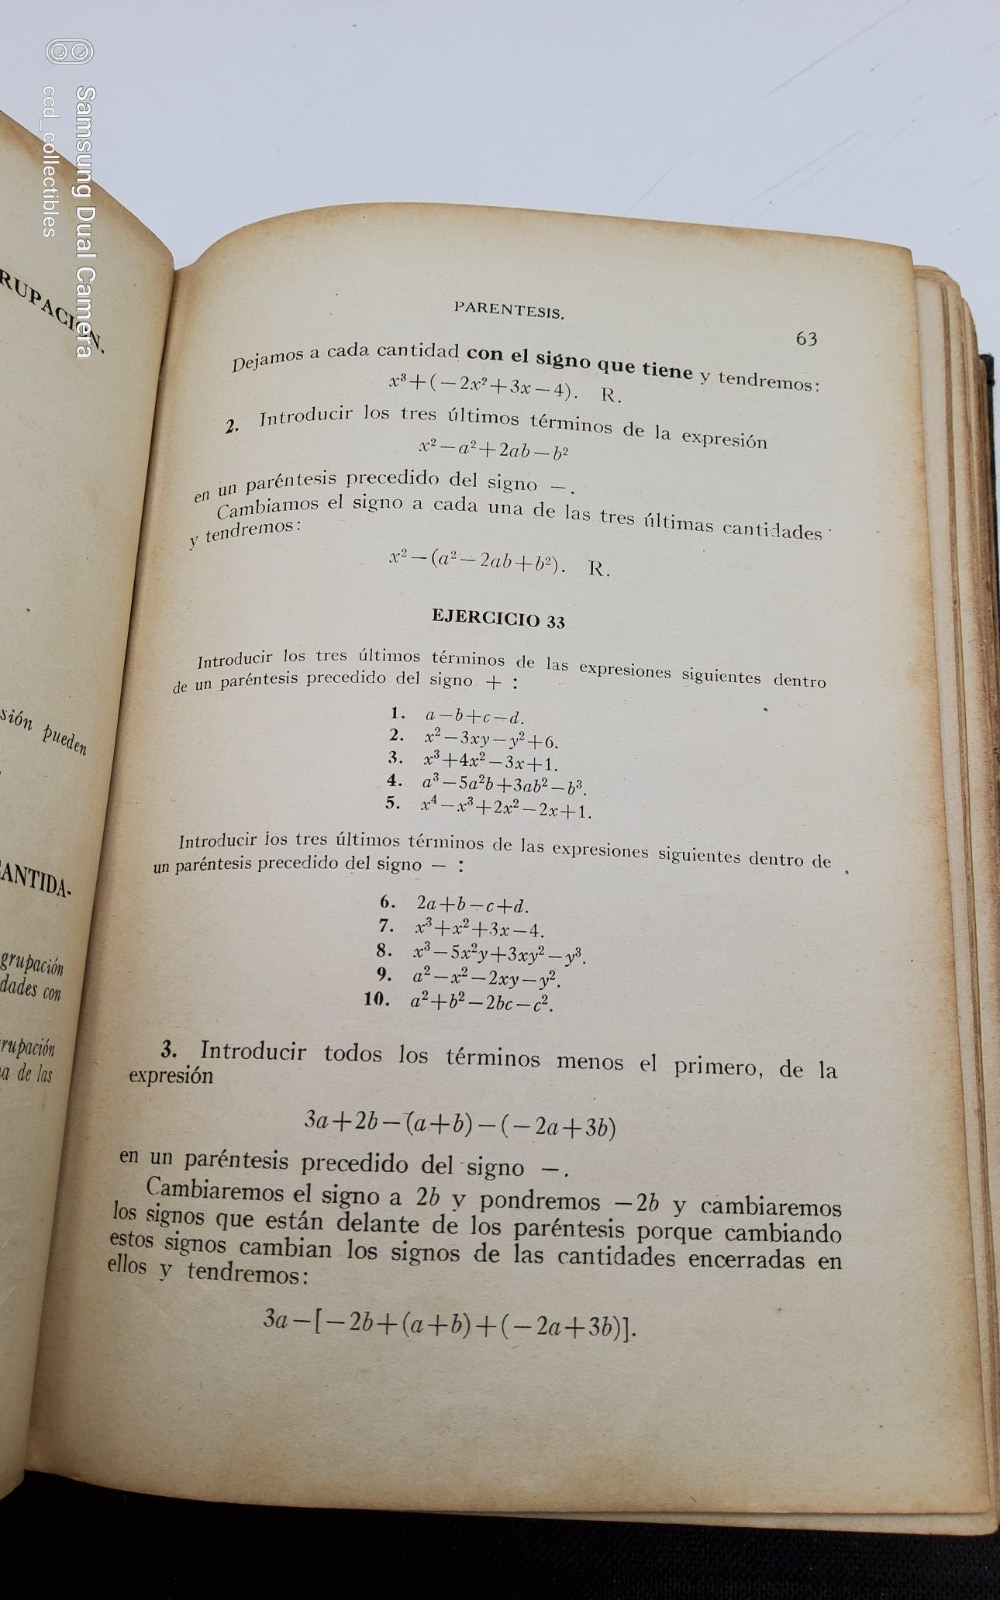 Samsung Dual Camera
ccd_collectibles
RUPACIÓN.
sión pueden
CANTIDA-
grupación
dades con
rupación
a de las
PARENTESIS.
63
Dejamos a cada cantidad con el signo que tiene y tendremos:
x³+(−2x²+3x−4). R.
2. Introducir los tres últimos términos de la expresión
x²−a²+2ab−b²
en un paréntesis precedido del signo −.
Cambiamos el signo a cada una de las tres últimas cantidades
y tendremos:
x²−(a²−2ab+b²). R.
EJERCICIO 33
Introducir los tres últimos términos de las expresiones siguientes dentro
de un paréntesis precedido del signo + :
1. a−b+c−d.
2. x²−3xy−y²+6.
3. x³+4x²−3x+1.
4. a³−5a²b+3ab²−b³.
5. x⁴−x³+2x²−2x+1.
Introducir los tres últimos términos de las expresiones siguientes dentro de
un paréntesis precedido del signo − :
6. 2a+b−c+d.
7. x³+x²+3x−4.
8. x³−5x²y+3xy²−y³.
9. a²−x²−2xy−y².
10. a²+b²−2bc−c².
3. Introducir todos los términos menos el primero, de la
expresión
3a+2b−(a+b)−(−2a+3b)
en un paréntesis precedido del signo −.
Cambiaremos el signo a 2b y pondremos −2b y cambiaremos
los signos que están delante de los paréntesis porque cambiando
estos signos cambian los signos de las cantidades encerradas en
ellos y tendremos:
3a−[−2b+(a+b)+(−2a+3b)].